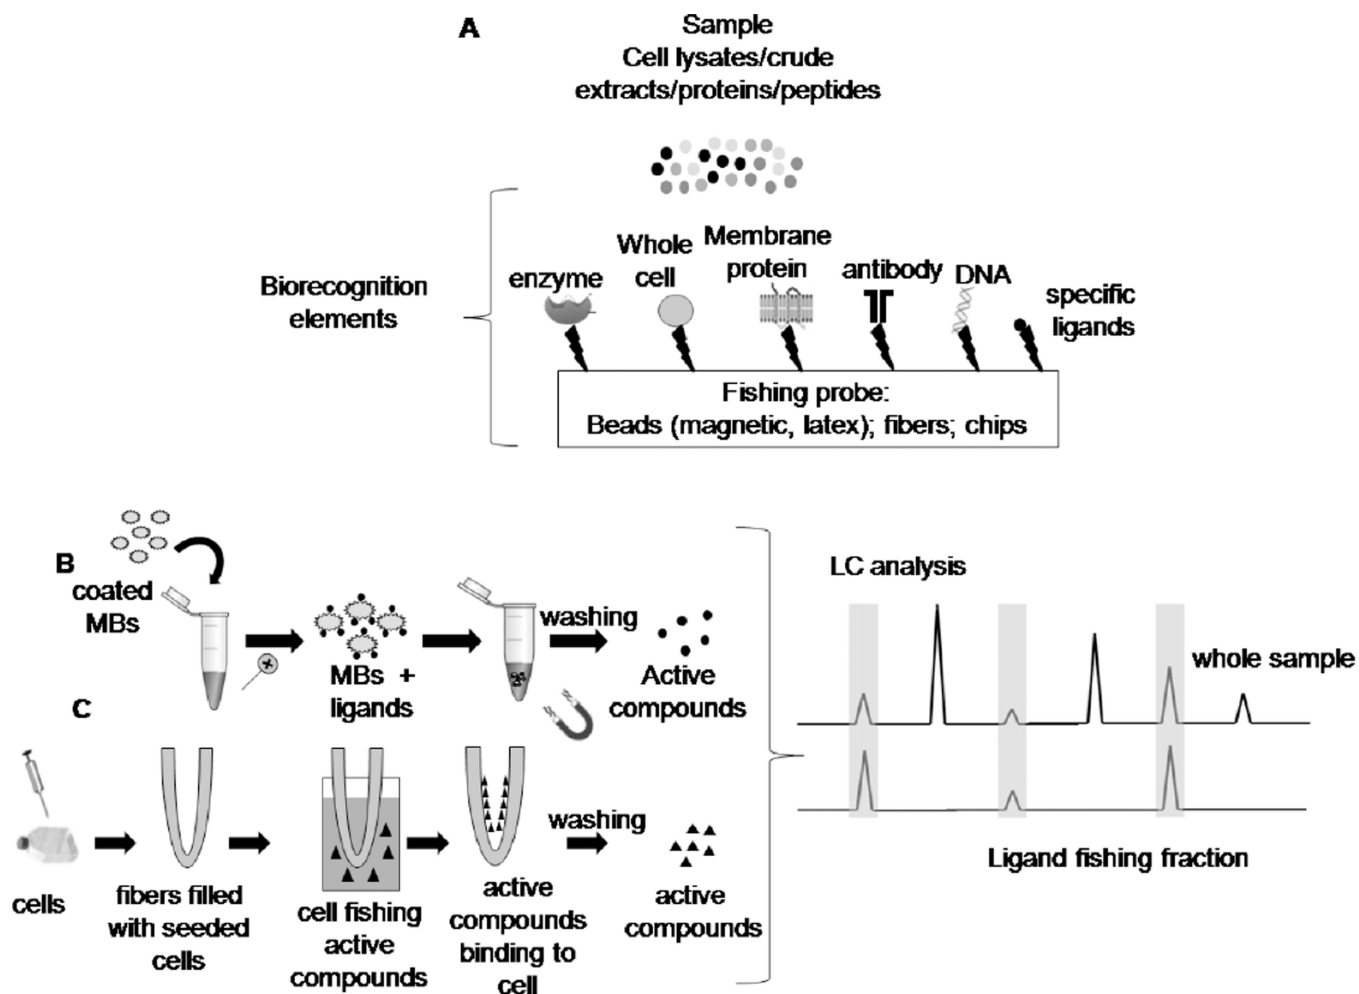 A
Sample
Cell lysates/crude
extracts/proteins/peptides
Biorecognition
elements
enzyme
Whole
cell
Membrane
protein
antibody
DNA
specific
ligands
Fishing probe:
Beads (magnetic, latex); fibers; chips
B
coated
MBs
MBs +
ligands
washing
Active
compounds
LC analysis
whole sample
Ligand fishing fraction
C
cells
fibers filled
with seeded
cells
cell fishing
active
compounds
active
compounds
binding to
cell
washing
active
compounds